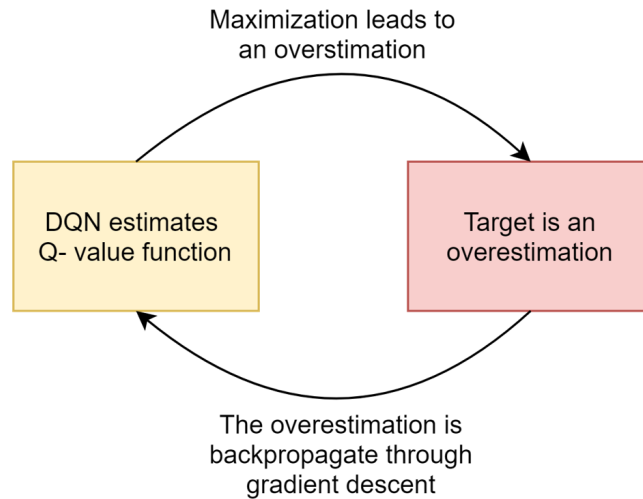 Maximization leads to
an overstimation
DQN estimates
Q- value function
Target is an
overestimation
The overestimation is
backpropagate through
gradient descent